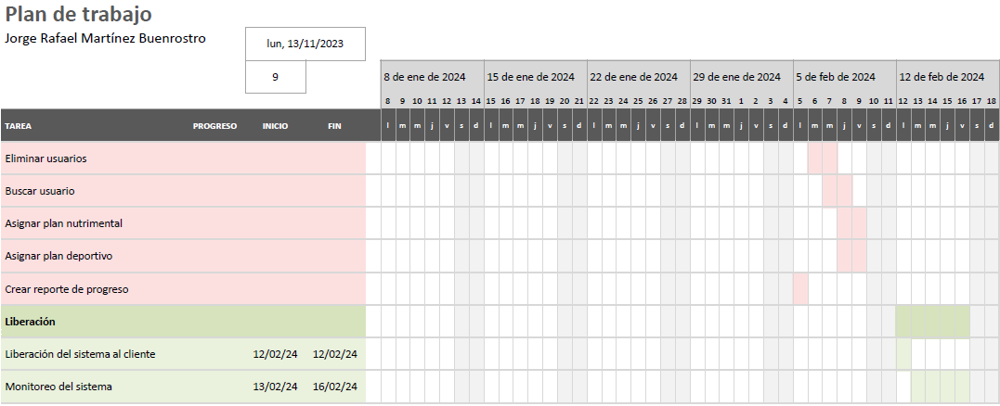 Plan de trabajo
Jorge Rafael Martínez Buenrostro
lun, 13/11/2023
9
8 de ene de 2024 15 de ene de 2024 22 de ene de 2024 29 de ene de 2024 5 de feb de 2024 12 de feb de 2024
8 9 10 11 12 13 14 15 16 17 18 19 20 21 22 23 24 25 26 27 28 29 30 31 1 2 3 4 5 6 7 8 9 10 11 12 13 14 15 16 17 18
TAREA PROGRESO INICIO FIN l m m j v s d l m m j v s d l m m j v s d l m m j v s d l m m j v s d l m m j v s d
Eliminar usuarios
Buscar usuario
Asignar plan nutrimental
Asignar plan deportivo
Crear reporte de progreso
Liberación
Liberación del sistema al cliente 12/02/24 12/02/24
Monitoreo del sistema 13/02/24 16/02/24